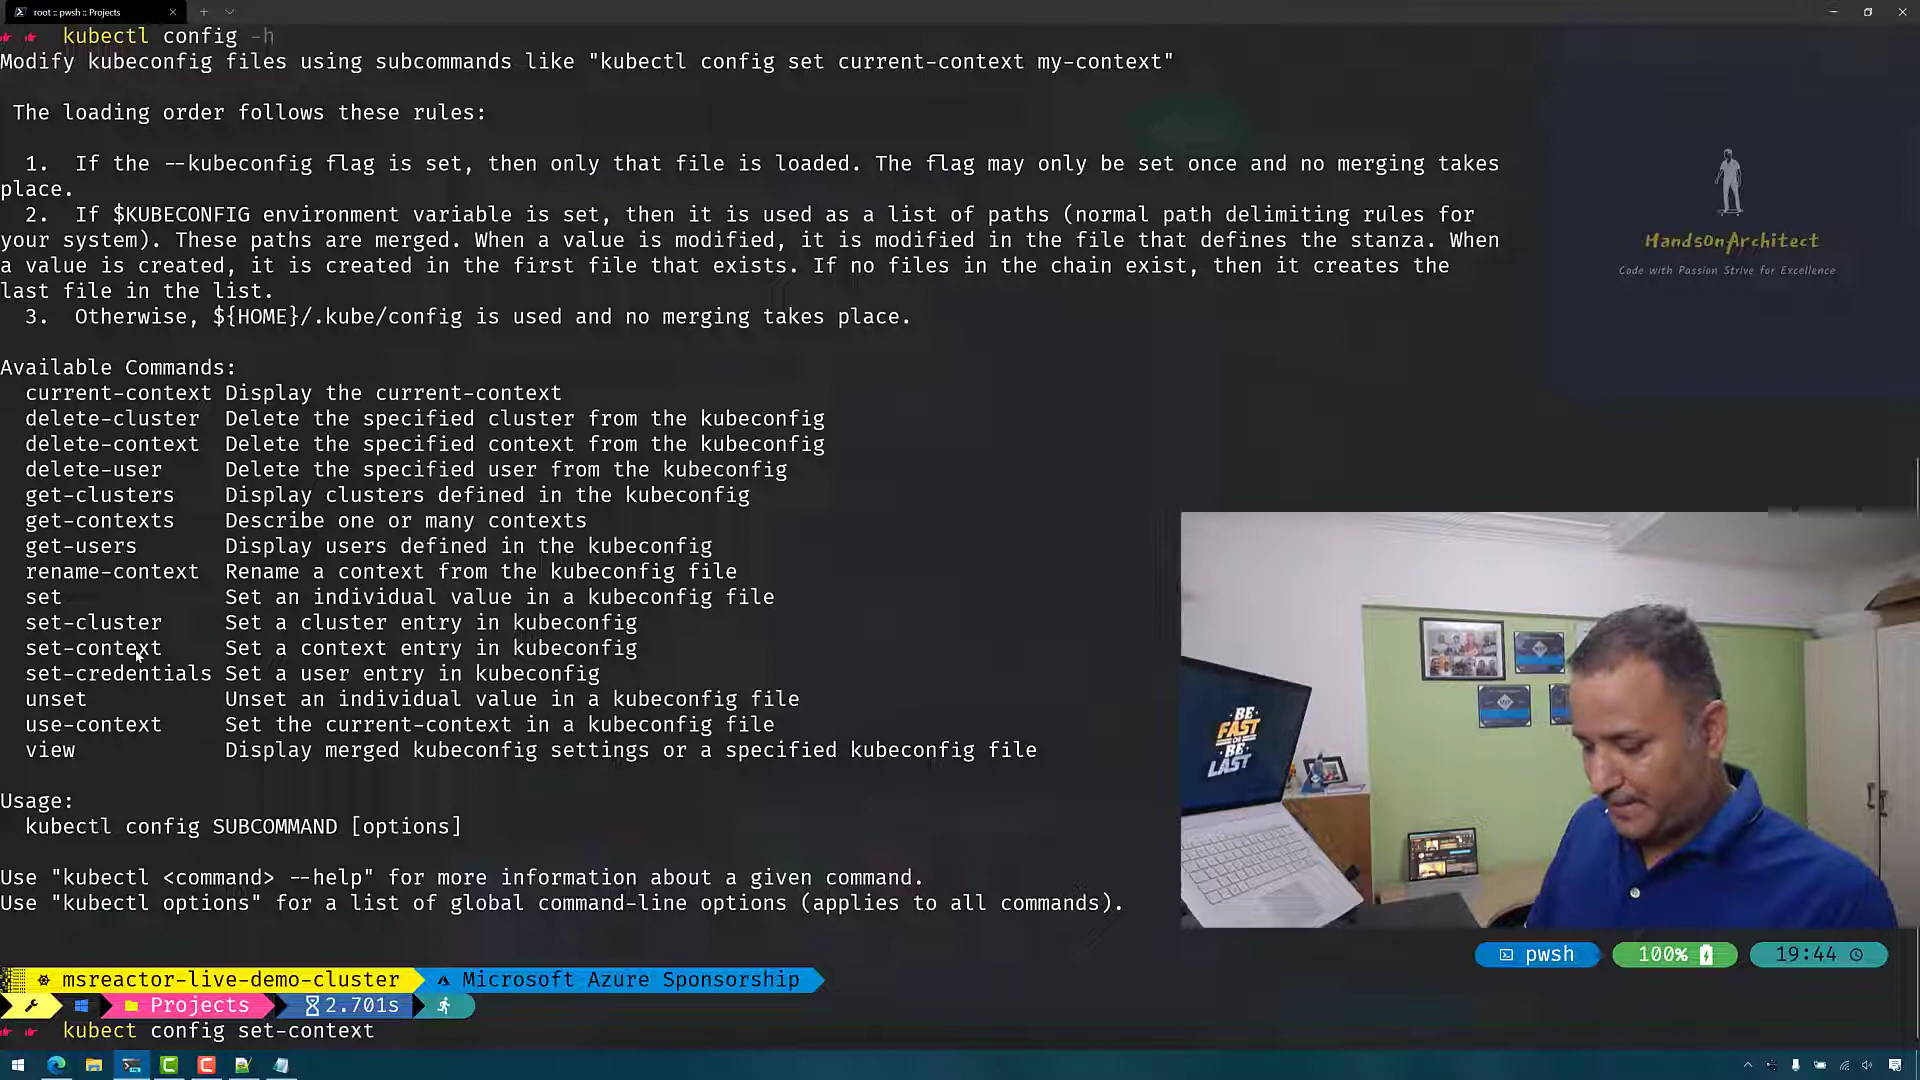 root :: pwsh :: Projects
kubectl config -h
Modify kubeconfig files using subcommands like "kubectl config set current-context my-context"
The loading order follows these rules:
1. If the --kubeconfig flag is set, then only that file is loaded. The flag may only be set once and no merging takes
place.
2. If $KUBECONFIG environment variable is set, then it is used as a list of paths (normal path delimiting rules for
your system). These paths are merged. When a value is modified, it is modified in the file that defines the stanza. When
a value is created, it is created in the first file that exists. If no files in the chain exist, then it creates the
last file in the list.
3. Otherwise, ${HOME}/.kube/config is used and no merging takes place.
HandsOnArchitect
Code with Passion Strive for Excellence
Available Commands:
current-context Display the current-context
delete-cluster Delete the specified cluster from the kubeconfig
delete-context Delete the specified context from the kubeconfig
delete-user Delete the specified user from the kubeconfig
get-clusters Display clusters defined in the kubeconfig
get-contexts Describe one or many contexts
get-users Display users defined in the kubeconfig
rename-context Rename a context from the kubeconfig file
set Set an individual value in a kubeconfig file
set-cluster Set a cluster entry in kubeconfig
set-context Set a context entry in kubeconfig
set-credentials Set a user entry in kubeconfig
unset Unset an individual value in a kubeconfig file
use-context Set the current-context in a kubeconfig file
view Display merged kubeconfig settings or a specified kubeconfig file
BE
FAST
OR
BE
LAST
Usage:
kubectl config SUBCOMMAND [options]
Use "kubectl <command> --help" for more information about a given command.
Use "kubectl options" for a list of global command-line options (applies to all commands).
pwsh 100% 19:44
msreactor-live-demo-cluster Microsoft Azure Sponsorship
Projects 2.701s
kubect config set-context